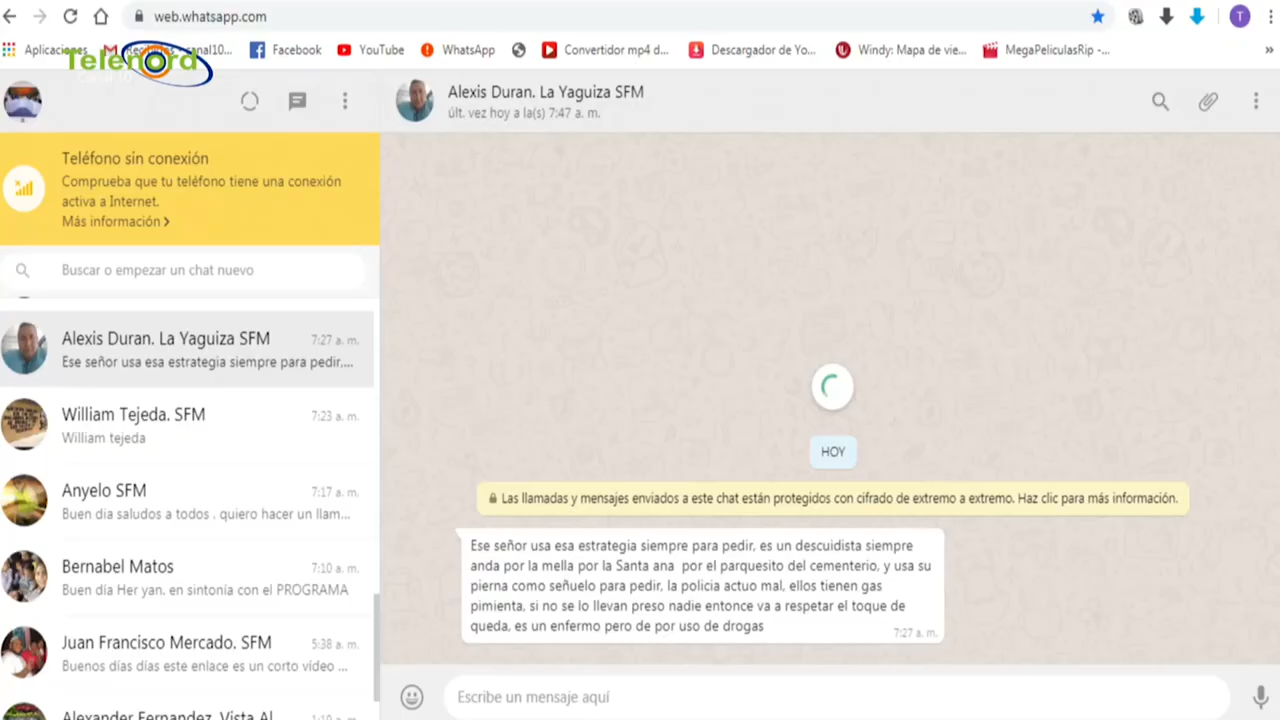 web.whatsapp.com
Aplicaciones
canal10...
Facebook
YouTube
WhatsApp
Convertidor mp4 d...
Descargador de Yo...
Windy: Mapa de vie...
MegaPeliculasRip -...
»
Telenord
T
Alexis Duran. La Yaguiza SFM
últ. vez hoy a la(s) 7:47 a. m.
Teléfono sin conexión
Comprueba que tu teléfono tiene una conexión
activa a Internet.
Más información >
Buscar o empezar un chat nuevo
Alexis Duran. La Yaguiza SFM 7:27 a. m.
Ese señor usa esa estrategia siempre para pedir,...
William Tejeda. SFM 7:23 a. m.
William tejeda
Anyelo SFM 7:17 a. m.
Buen dia saludos a todos . quiero hacer un llam...
Bernabel Matos 7:10 a. m.
Buen día Her yan. en sintonía con el PROGRAMA
Juan Francisco Mercado. SFM 5:38 a. m.
Buenos días días este enlace es un corto vídeo ...
Alexander Fernandez. Vista Al
HOY
Las llamadas y mensajes enviados a este chat están protegidos con cifrado de extremo a extremo. Haz clic para más información.
Ese señor usa esa estrategia siempre para pedir, es un descuidista siempre
anda por la mella por la Santa ana por el parquesito del cementerio, y usa su
pierna como señuelo para pedir, la policia actuo mal, ellos tienen gas
pimienta, si no se lo llevan preso nadie entonce va a respetar el toque de
queda, es un enfermo pero de por uso de drogas
7:27 a. m.
Escribe un mensaje aquí